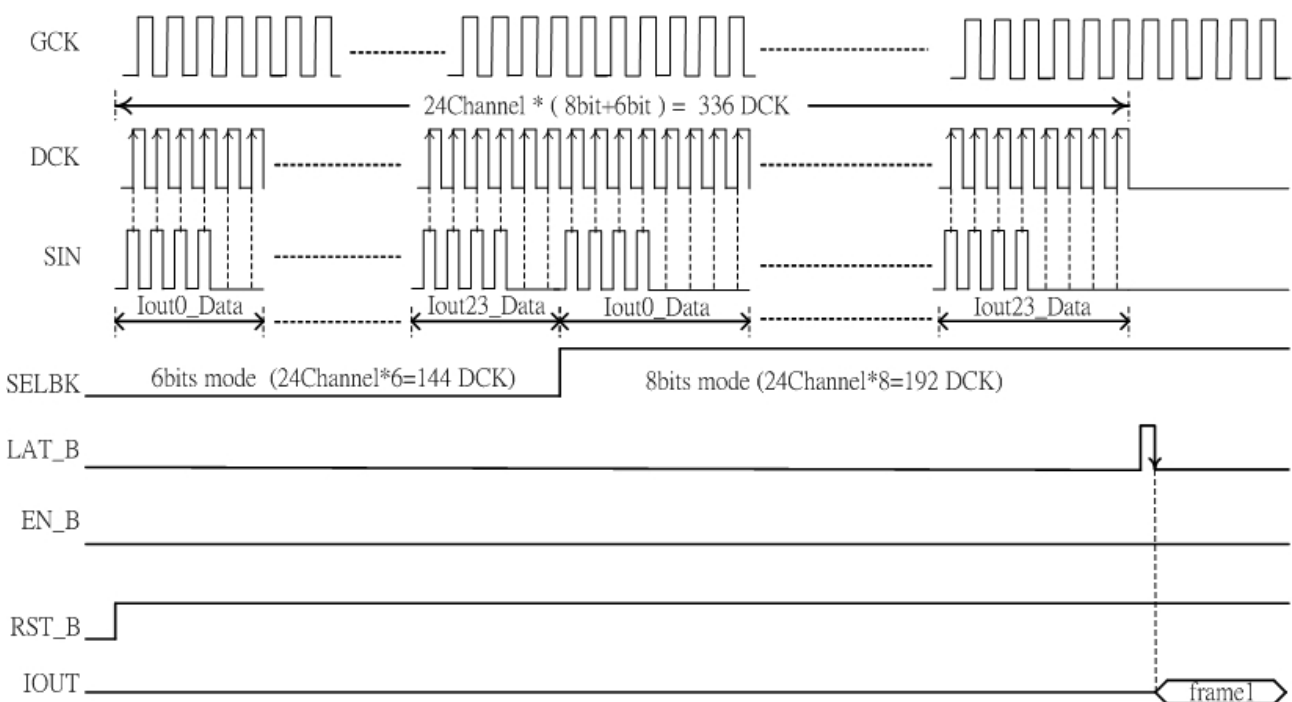 GCK
24Channel * ( 8bit+6bit ) = 336 DCK
DCK
SIN
Iout0_Data
Iout23_Data
Iout0_Data
Iout23_Data
SELBK
6bits mode (24Channel*6=144 DCK)
8bits mode (24Channel*8=192 DCK)
LAT_B
EN_B
RST_B
IOUT
frame1